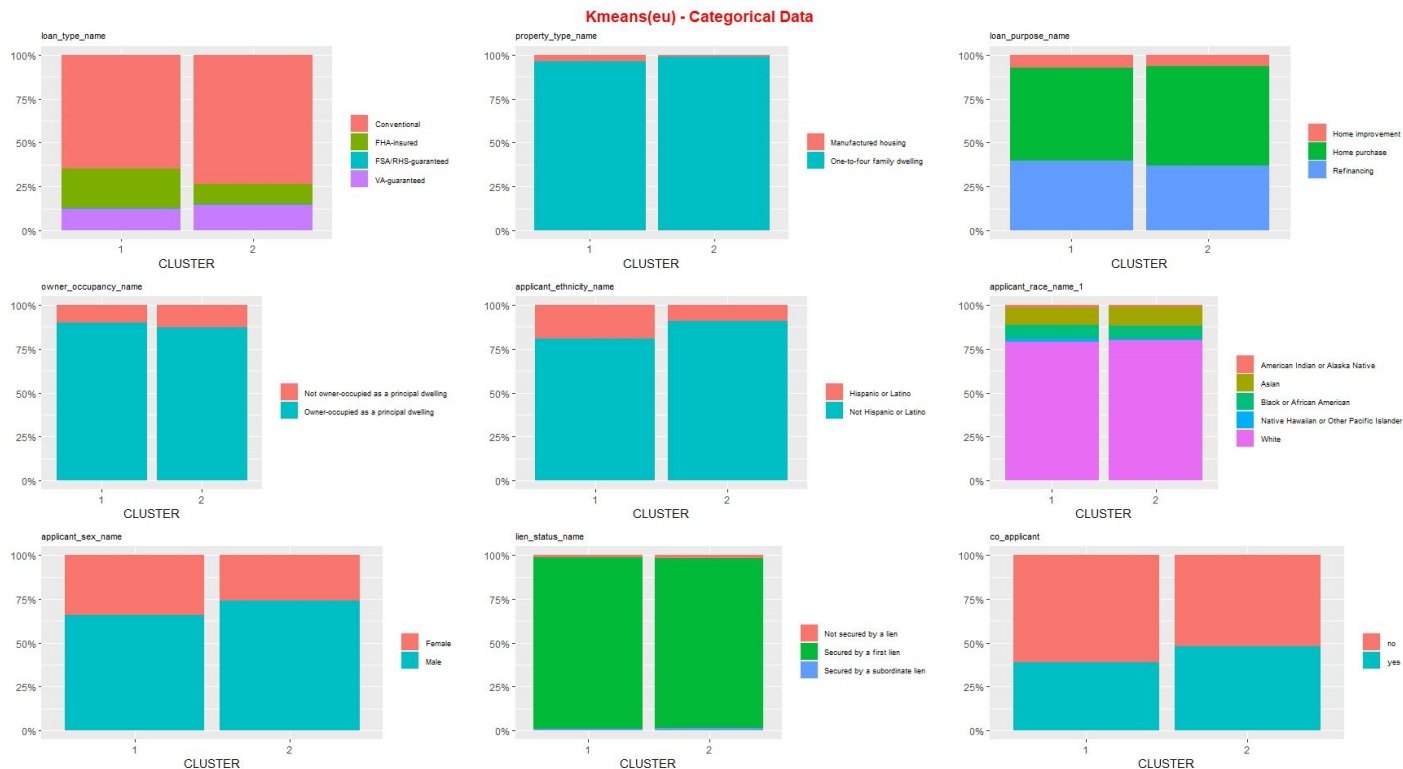 Kmeans(eu) - Categorical Data
loan_type_name
100%
75%
50%
25%
0%
1
2
CLUSTER
Conventional
FHA-insured
FSA/RHS-guaranteed
VA-guaranteed
property_type_name
100%
75%
50%
25%
0%
1
2
CLUSTER
Manufactured housing
One-to-four family dwelling
loan_purpose_name
100%
75%
50%
25%
0%
1
2
CLUSTER
Home improvement
Home purchase
Refinancing
owner_occupancy_name
100%
75%
50%
25%
0%
1
2
CLUSTER
Not owner-occupied as a principal dwelling
Owner-occupied as a principal dwelling
applicant_ethnicity_name
100%
75%
50%
25%
0%
1
2
CLUSTER
Hispanic or Latino
Not Hispanic or Latino
applicant_race_name_1
100%
75%
50%
25%
0%
1
2
CLUSTER
American Indian or Alaska Native
Asian
Black or African American
Native Hawaiian or Other Pacific Islander
White
applicant_sex_name
100%
75%
50%
25%
0%
1
2
CLUSTER
Female
Male
lien_status_name
100%
75%
50%
25%
0%
1
2
CLUSTER
Not secured by a lien
Secured by a first lien
Secured by a subordinate lien
co_applicant
100%
75%
50%
25%
0%
1
2
CLUSTER
no
yes